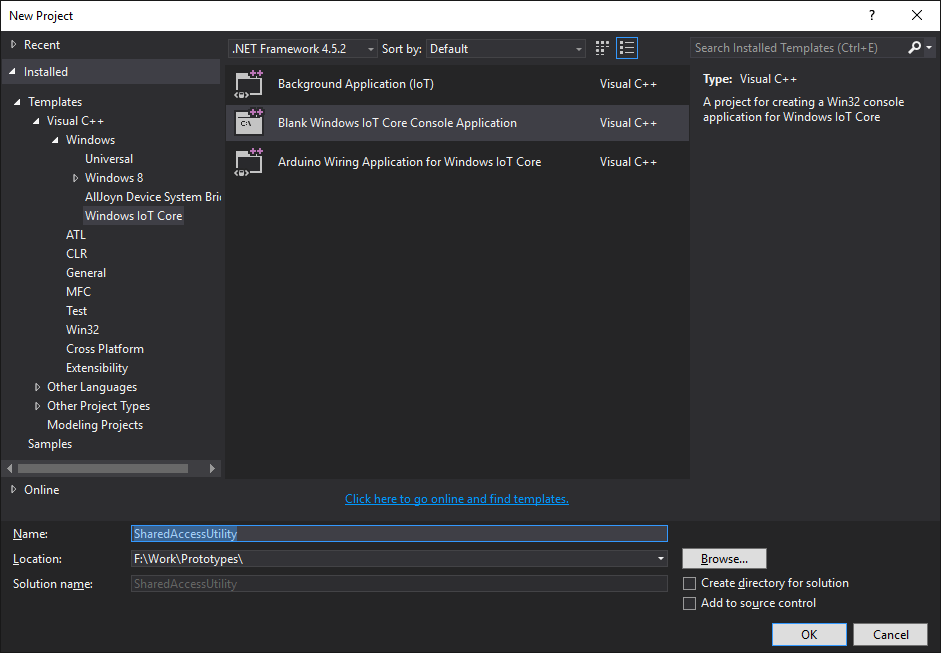 New Project
?
Recent
Installed
Templates
Visual C++
Windows
Universal
Windows 8
AllJoyn Device System Bri
Windows IoT Core
ATL
CLR
General
MFC
Test
Win32
Cross Platform
Extensibility
Other Languages
Other Project Types
Modeling Projects
Samples
Online
.NET Framework 4.5.2 Sort by: Default
Background Application (IoT) Visual C++
C:\ Blank Windows IoT Core Console Application Visual C++
Arduino Wiring Application for Windows IoT Core Visual C++
Click here to go online and find templates.
Search Installed Templates (Ctrl+E)
Type: Visual C++
A project for creating a Win32 console
application for Windows IoT Core
Name: SharedAccessUtility
Location: F:\Work\Prototypes\ Browse...
Solution name: SharedAccessUtility
Create directory for solution
Add to source control
OK Cancel